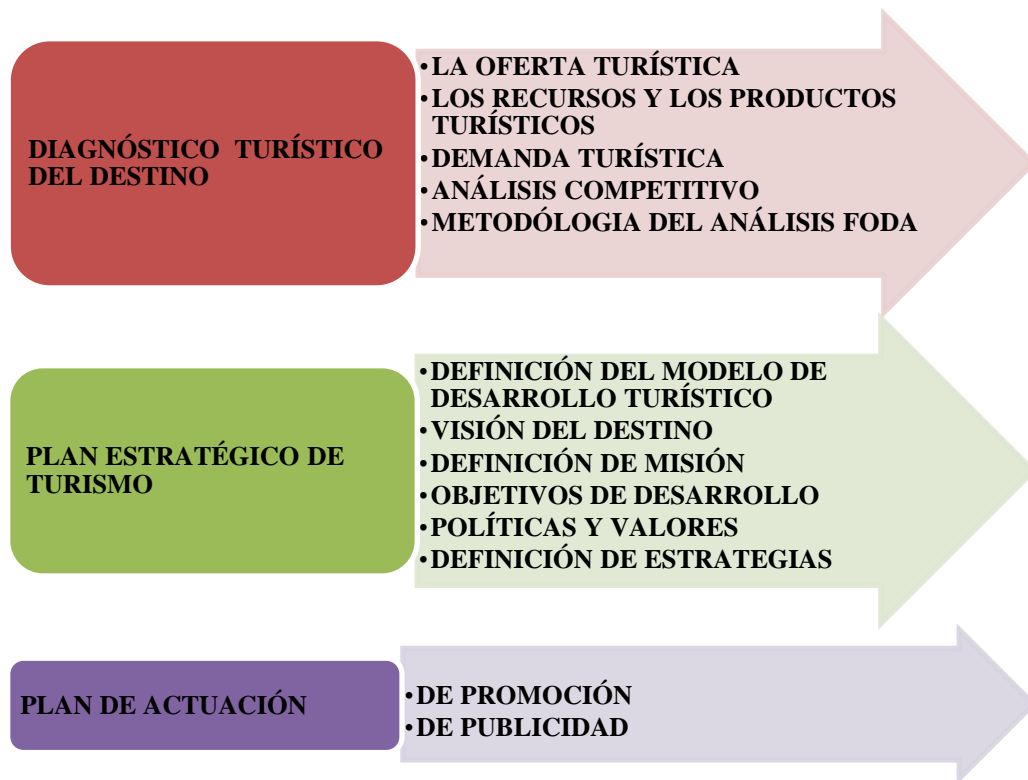 DIAGNÓSTICO TURÍSTICO
DEL DESTINO
•LA OFERTA TURÍSTICA
•LOS RECURSOS Y LOS PRODUCTOS
TURÍSTICOS
•DEMANDA TURÍSTICA
•ANÁLISIS COMPETITIVO
•METODÓLOGIA DEL ANÁLISIS FODA
PLAN ESTRATÉGICO DE
TURISMO
•DEFINICIÓN DEL MODELO DE
DESARROLLO TURÍSTICO
•VISIÓN DEL DESTINO
•DEFINICIÓN DE MISIÓN
•OBJETIVOS DE DESARROLLO
•POLÍTICAS Y VALORES
•DEFINICIÓN DE ESTRATEGIAS
PLAN DE ACTUACIÓN
•DE PROMOCIÓN
•DE PUBLICIDAD